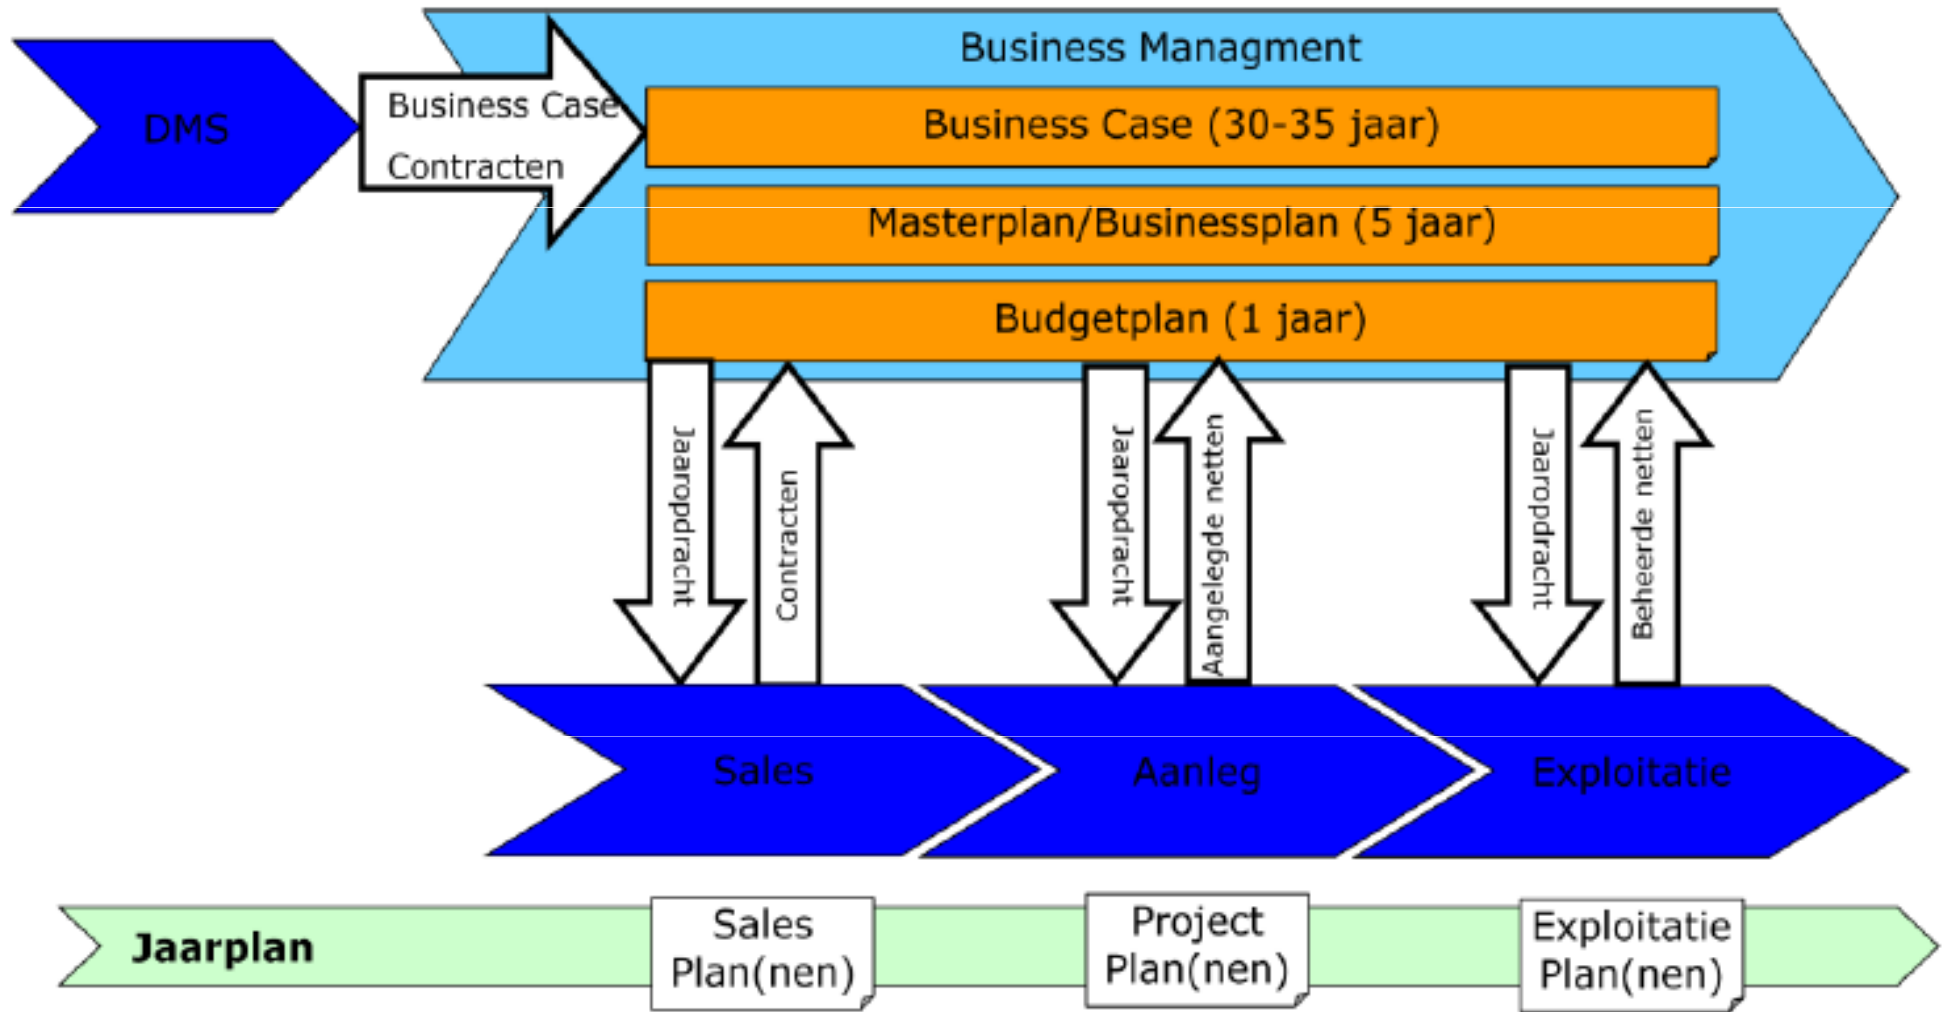 Business Managment
DMS
Business Case
Contracten
Business Case (30-35 jaar)
Masterplan/Businessplan (5 jaar)
Budgetplan (1 jaar)
Jaaropdracht
Contracten
Jaaropdracht
Aangelegde netten
Jaaropdracht
Beheerde netten
Sales
Aanleg
Exploitatie
Jaarplan
Sales
Plan(nen)
Project
Plan(nen)
Exploitatie
Plan(nen)